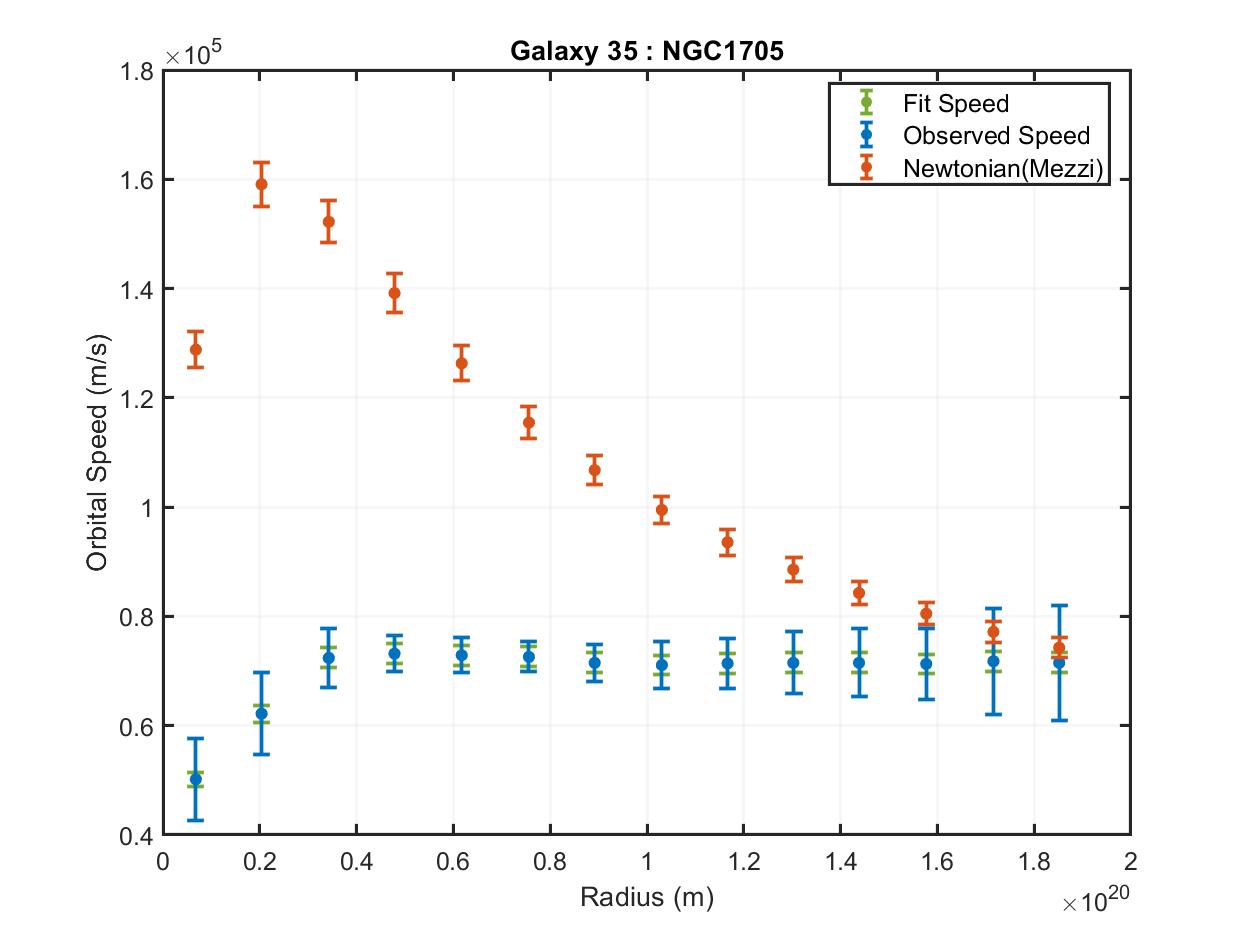 Galaxy 35 : NGC1705
×10^5
1.8
1.6
1.4
1.2
1
0.8
0.6
0.4
Orbital Speed (m/s)
Fit Speed
Observed Speed
Newtonian(Mezzi)
0 0.2 0.4 0.6 0.8 1 1.2 1.4 1.6 1.8 2
Radius (m)
×10^20